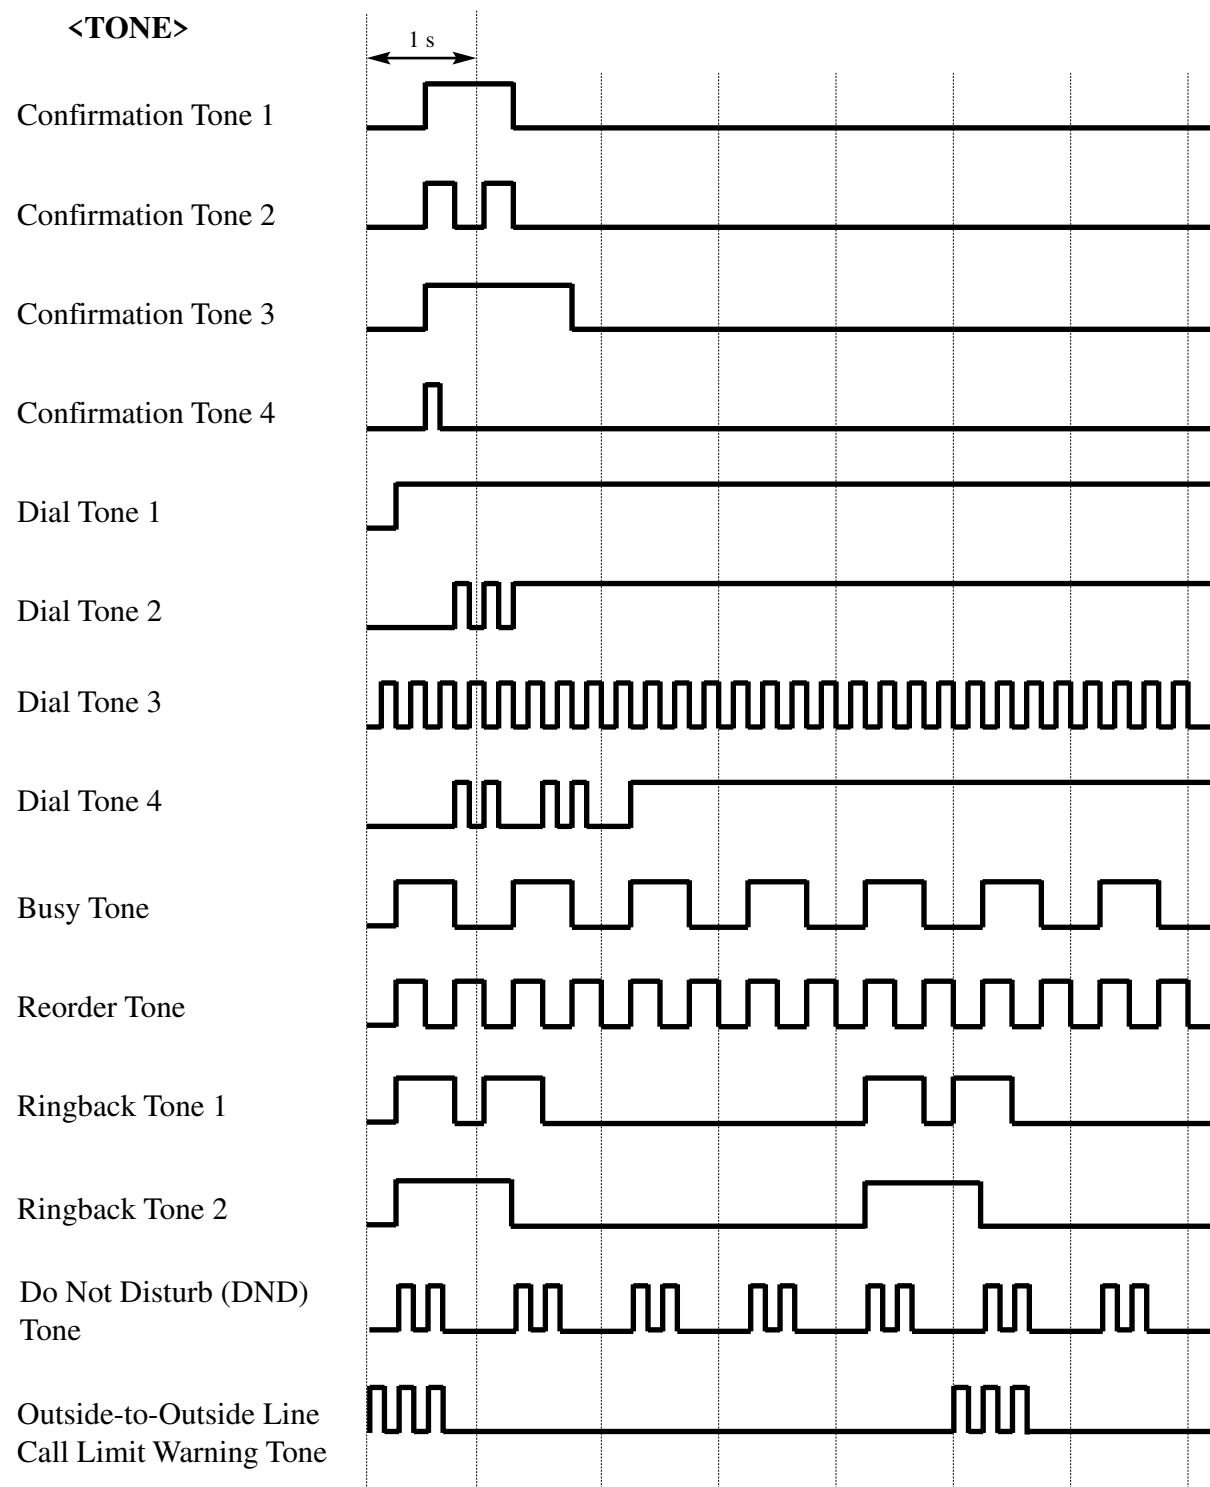 <TONE>
1 s
Confirmation Tone 1
Confirmation Tone 2
Confirmation Tone 3
Confirmation Tone 4
Dial Tone 1
Dial Tone 2
Dial Tone 3
Dial Tone 4
Busy Tone
Reorder Tone
Ringback Tone 1
Ringback Tone 2
Do Not Disturb (DND)
Tone
Outside-to-Outside Line
Call Limit Warning Tone